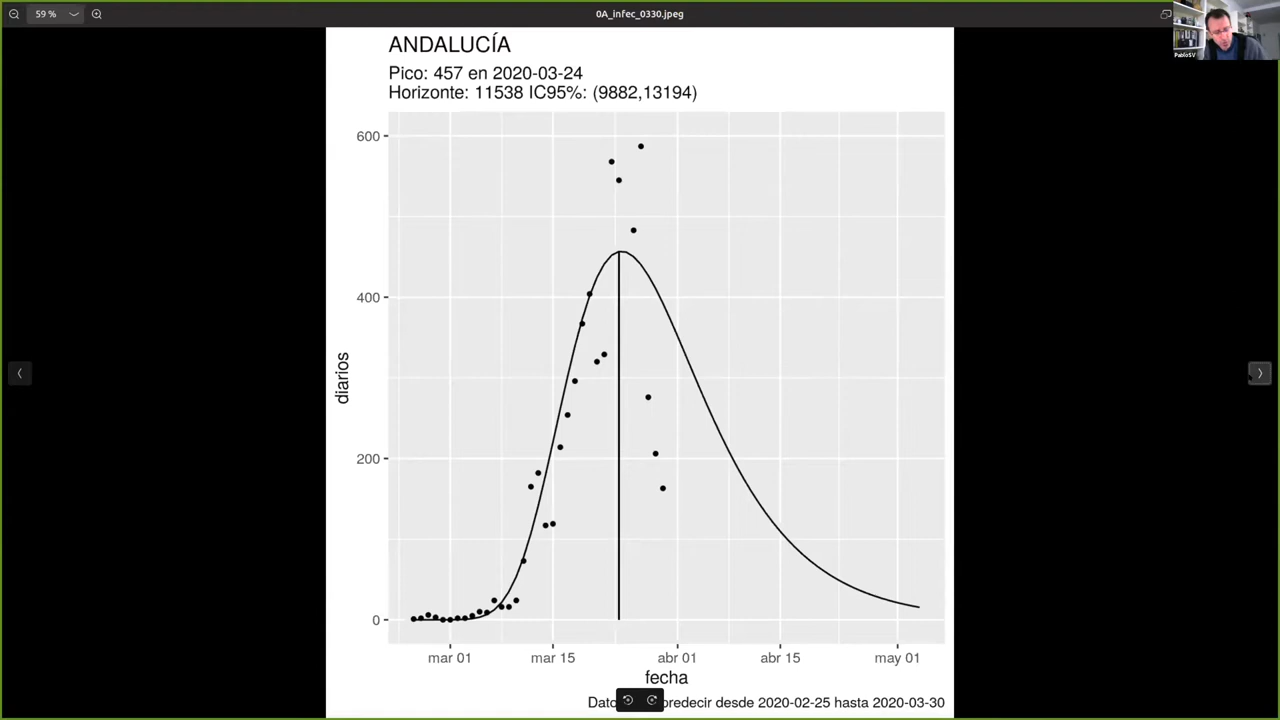 59 %
0A_infec_0330.jpeg
PabloSV
ANDALUCÍA
Pico: 457 en 2020-03-24
Horizonte: 11538 IC95%: (9882,13194)
600
400
200
0
diarios
mar 01
mar 15
abr 01
abr 15
may 01
fecha
Dato redecir desde 2020-02-25 hasta 2020-03-30